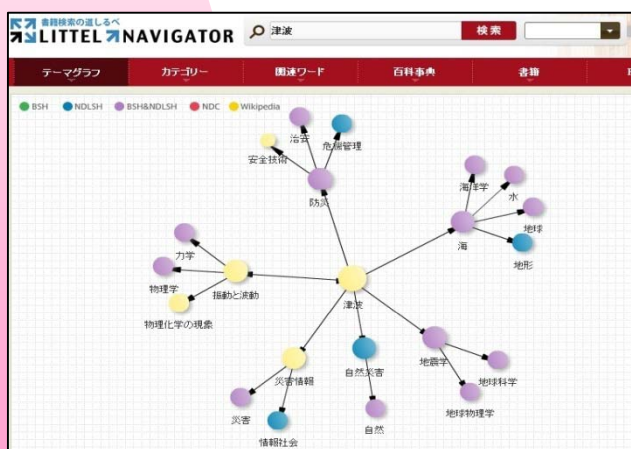 書籍検索の道しるべ
LITTEL NAVIGATOR
津波
検索
テーマグラフ
カテゴリー
関連ワード
百科事典
書籍
BSH
NDLSH
BSH&NDLSH
NDC
Wikipedia
治安
危機管理
安全技術
防災
海洋学
水
地球
海
地形
力学
物理学
振動と波動
物理化学の現象
津波
災害情報
自然災害
地震学
地球科学
地球物理学
災害
情報社会
自然